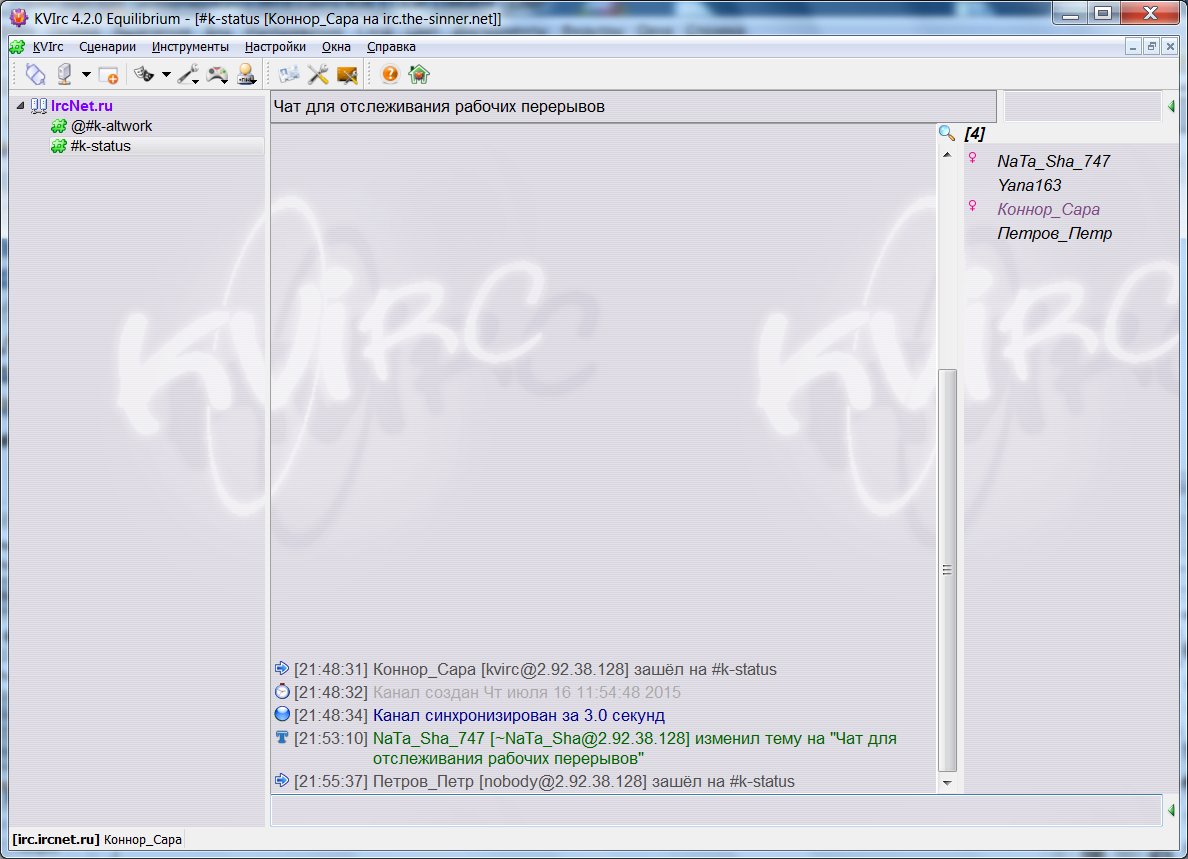 KVIrc 4.2.0 Equilibrium - [#k-status [Коннор_Сара на irc.the-sinner.net]]
KVIrc Сценарии Инструменты Настройки Окна Справка
IrcNet.ru
@#k-altwork
#k-status
Чат для отслеживания рабочих перерывов
[4]
NaTa_Sha_747
Yana163
Коннор_Сара
Петров_Петр
KVIRC
KVIRC
[21:48:31] Коннор_Сара [kvirc@2.92.38.128] зашёл на #k-status
[21:48:32] Канал создан Чт июля 16 11:54:48 2015
[21:48:34] Канал синхронизирован за 3.0 секунд
[21:53:10] NaTa_Sha_747 [~NaTa_Sha@2.92.38.128] изменил тему на "Чат для
отслеживания рабочих перерывов"
[21:55:37] Петров_Петр [nobody@2.92.38.128] зашёл на #k-status
[irc.ircnet.ru] Коннор_Сара